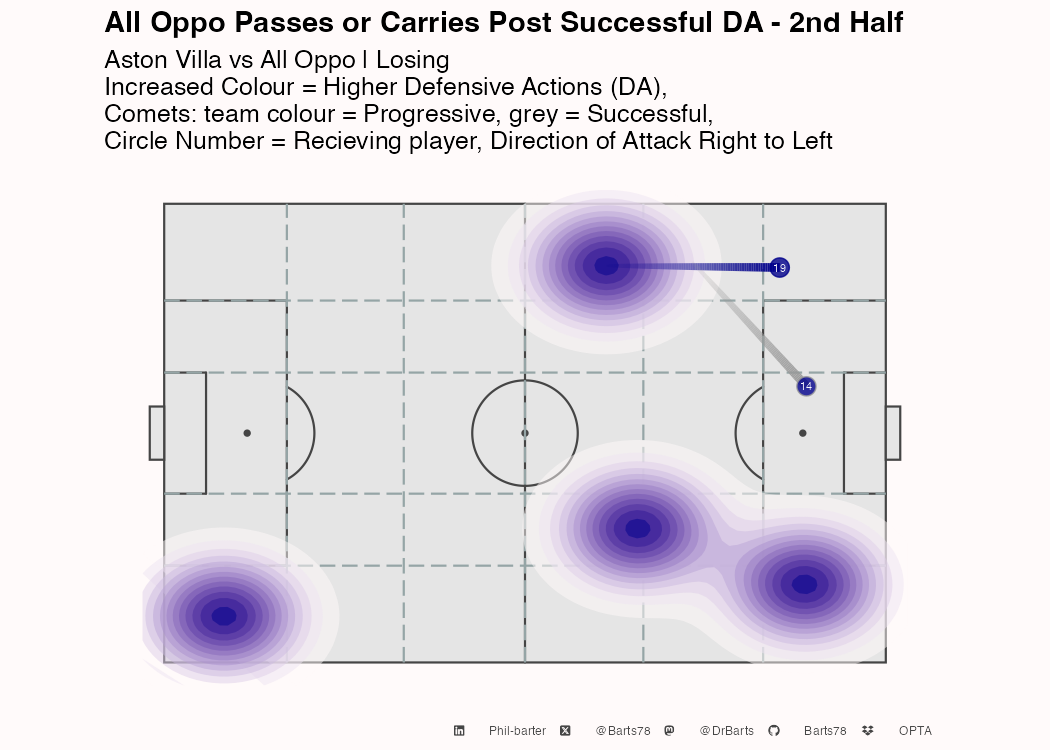 All Oppo Passes or Carries Post Successful DA - 2nd Half
Aston Villa vs All Oppo | Losing
Increased Colour = Higher Defensive Actions (DA),
Comets: team colour = Progressive, grey = Successful,
Circle Number = Recieving player, Direction of Attack Right to Left
19
14
Phil-barter @Barts78 @DrBarts Barts78 OPTA